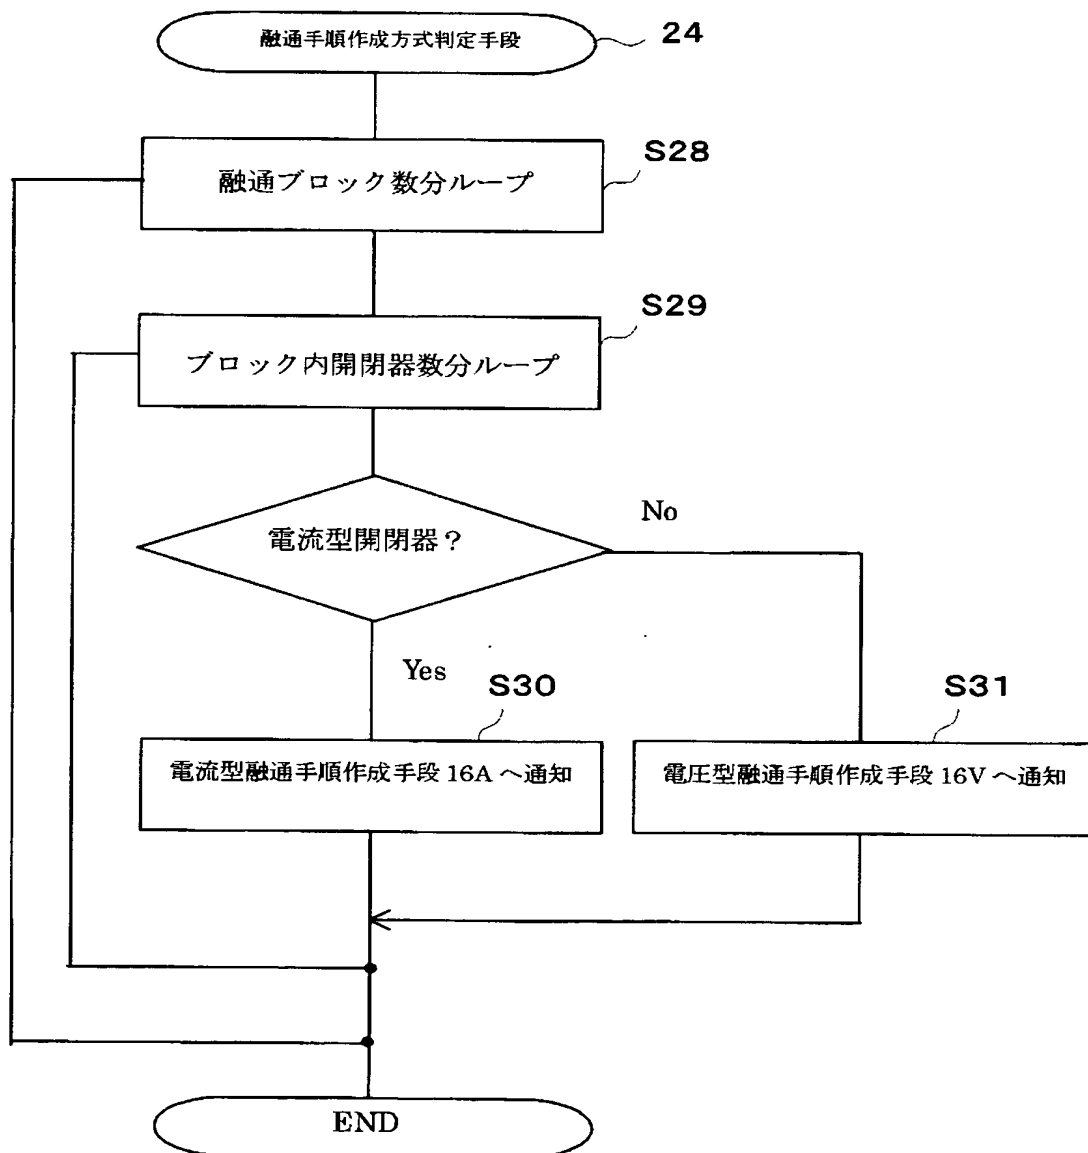 融通手順作成方式判定手段
24
融通ブロック数分ループ
S28
ブロック内開閉器数分ループ
S29
電流型開閉器？
No
Yes
S30
電流型融通手順作成手段 16A へ通知
S31
電圧型融通手順作成手段 16V へ通知
END